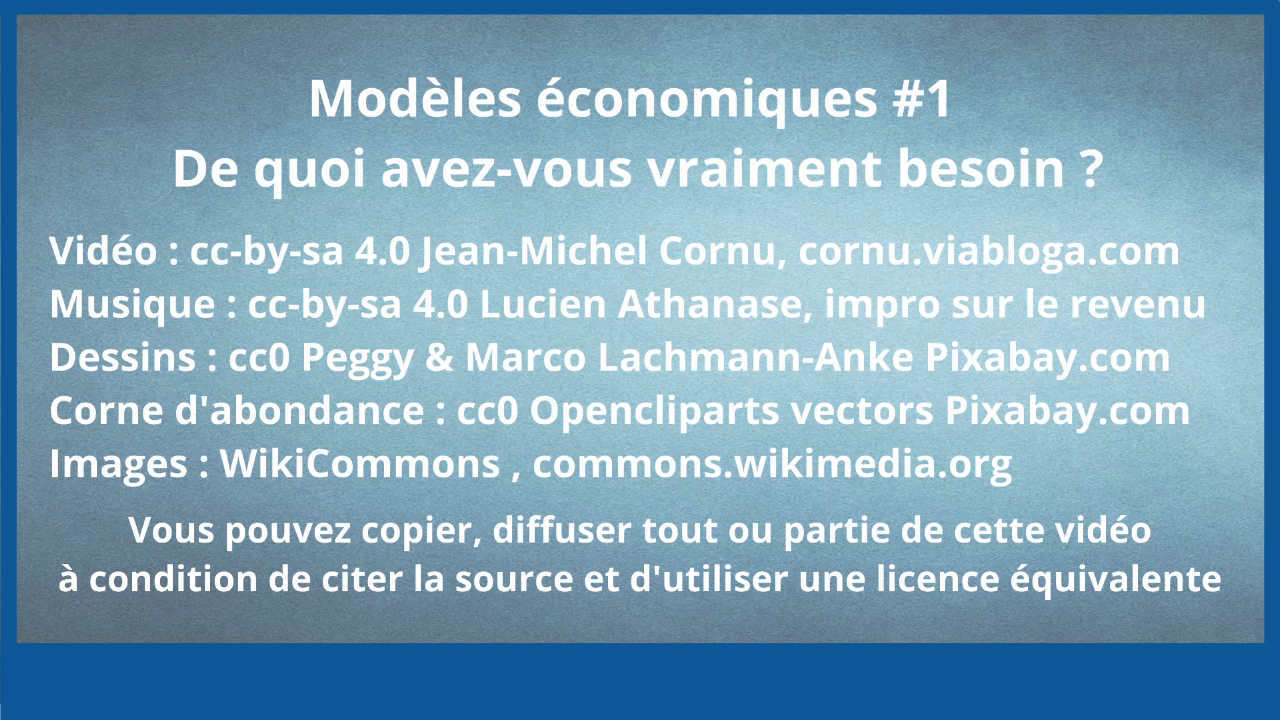 Modèles économiques #1
De quoi avez-vous vraiment besoin ?
Vidéo : cc-by-sa 4.0 Jean-Michel Cornu, cornu.viabloga.com
Musique : cc-by-sa 4.0 Lucien Athanase, impro sur le revenu
Dessins : cc0 Peggy & Marco Lachmann-Anke Pixabay.com
Corne d'abondance : cc0 Opencliparts vectors Pixabay.com
Images : WikiCommons , commons.wikimedia.org
Vous pouvez copier, diffuser tout ou partie de cette vidéo
à condition de citer la source et d'utiliser une licence équivalente